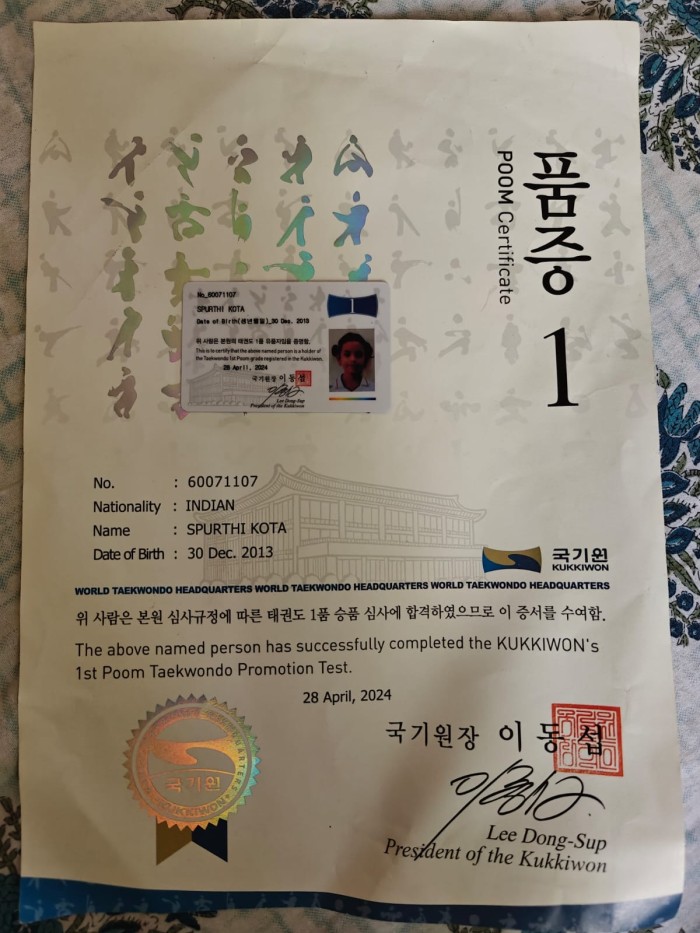 품증
POOM Certificate
1
No. 60071107
SPURTHI KOTA
Date of Birth(생년월일) 30 Dec. 2013
위 사람은 본원의 태권도 1품 유품자임을 증명함.
This is to certify that the above named person is a holder of
the Taekwondo 1st Poom grade registered in the Kukkiwon.
28 April, 2024
국기원장 이동섭
Lee Dong-Sup
President of the Kukkiwon
No. : 60071107
Nationality : INDIAN
Name : SPURTHI KOTA
Date of Birth : 30 Dec. 2013
국기원
KUKKIWON
WORLD TAEKWONDO HEADQUARTERS WORLD TAEKWONDO HEADQUARTERS WORLD TAEKWONDO HEADQUARTERS
위 사람은 본원 심사규정에 따른 태권도 1품 승품 심사에 합격하였으므로 이 증서를 수여함.
The above named person has successfully completed the KUKKIWON's
1st Poom Taekwondo Promotion Test.
28 April, 2024
국기원장 이동섭
국기원
KUKKIWON
Lee Dong-Sup
President of the Kukkiwon